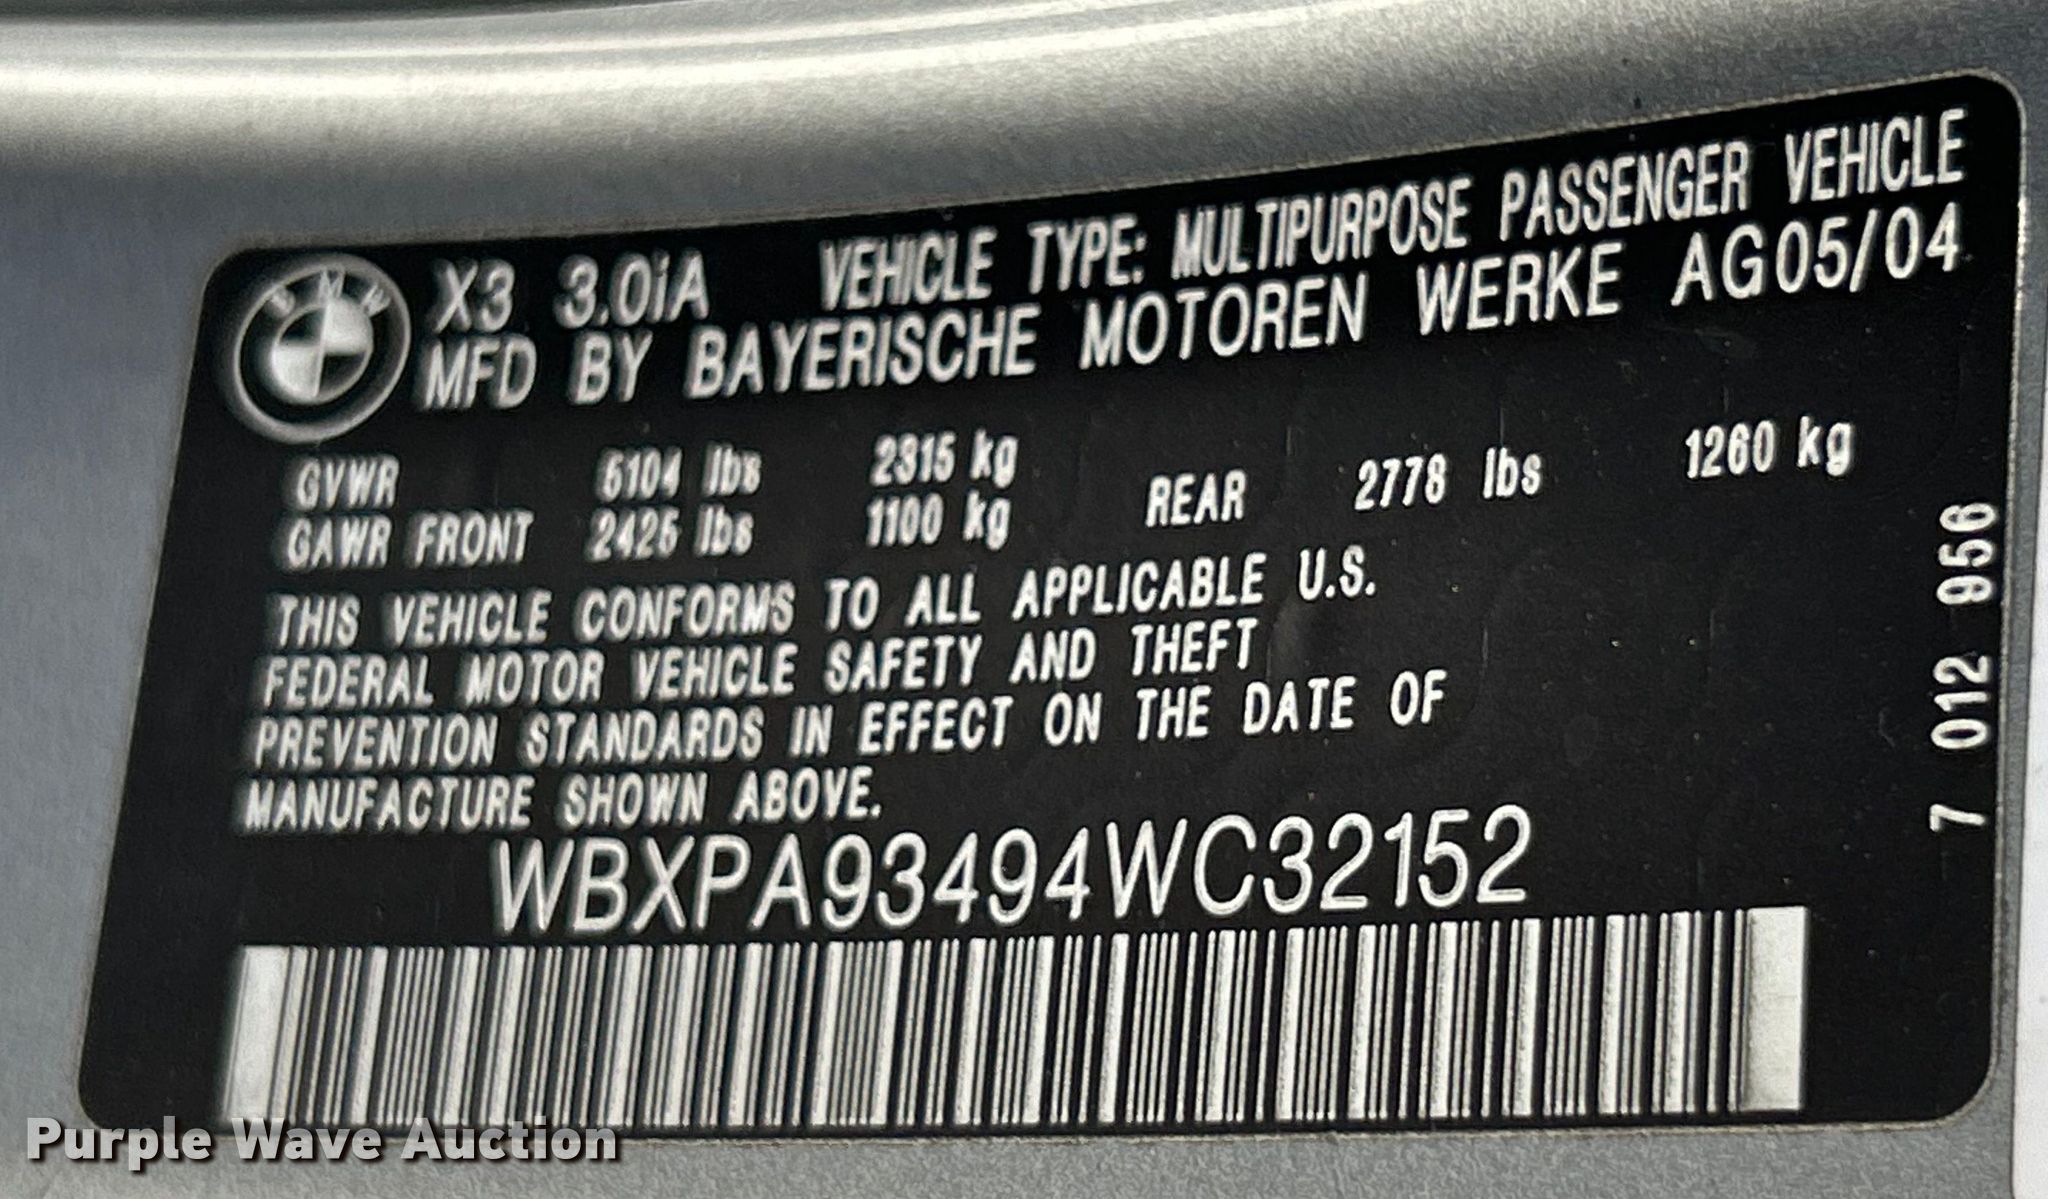 BMW
X3 3.0iA VEHICLE TYPE: MULTIPURPOSE PASSENGER VEHICLE
MFD BY BAYERISCHE MOTOREN WERKE AG05/04
GVWR 5104 lbs 2315 kg
GAWR FRONT 2425 lbs 1100 kg REAR 2778 lbs 1260 kg
THIS VEHICLE CONFORMS TO ALL APPLICABLE U.S.
FEDERAL MOTOR VEHICLE SAFETY AND THEFT
PREVENTION STANDARDS IN EFFECT ON THE DATE OF
MANUFACTURE SHOWN ABOVE.
WBXPA93494WC32152
7 012 956
Purple Wave Auction